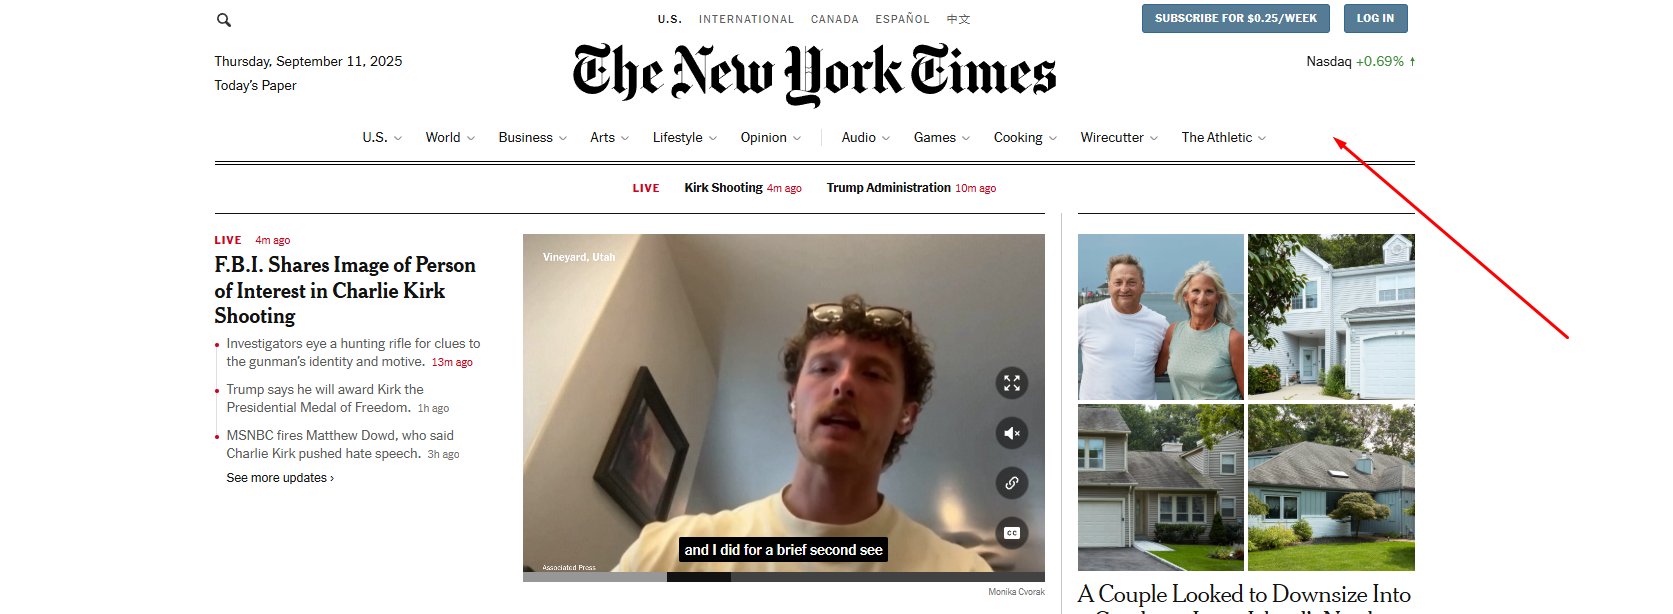 U.S. INTERNATIONAL CANADA ESPAÑOL 中文
SUBSCRIBE FOR $0.25/WEEK LOG IN
Thursday, September 11, 2025
Today's Paper
The New York Times
Nasdaq +0.69% ↑
U.S. World Business Arts Lifestyle Opinion Audio Games Cooking Wirecutter The Athletic
LIVE Kirk Shooting 4m ago Trump Administration 10m ago
LIVE 4m ago
F.B.I. Shares Image of Person
of Interest in Charlie Kirk
Shooting
Investigators eye a hunting rifle for clues to
the gunman's identity and motive. 13m ago
Trump says he will award Kirk the
Presidential Medal of Freedom. 1h ago
MSNBC fires Matthew Dowd, who said
Charlie Kirk pushed hate speech. 3h ago
See more updates ›
Vineyard, Utah
CC
and I did for a brief second see
Associated Press
Monika Cvorak
A Couple Looked to Downsize Into